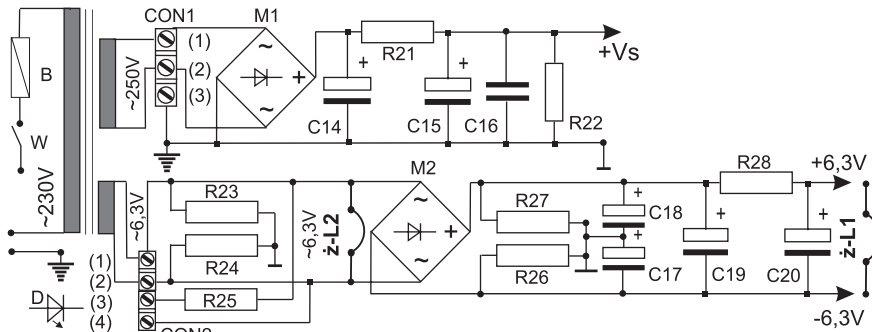 CON1
M1
(1)
(2)
(3)
B
W
~230V
~250V
~
~
+
R21
+
C14
+
C15
C16
R22
+Vs
M2
R23
R24
R25
~6,3V
~6,3V
ż-L2
~
~
+
R27
R26
+
C18
+
C17
+
C19
R28
+
C20
+6,3V
ż-L1
-6,3V
(1)
(2)
(3)
(4)
D
CON2